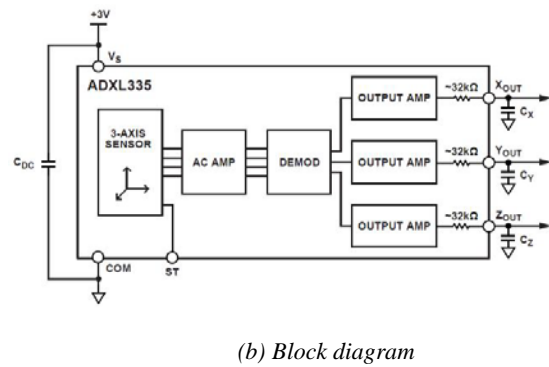 +3V
VS
ADXL335
3-AXIS
SENSOR
AC AMP
DEMOD
OUTPUT AMP
~32kΩ
XOUT
CX
OUTPUT AMP
~32kΩ
YOUT
CY
OUTPUT AMP
~32kΩ
ZOUT
CZ
CDC
COM
ST
(b) Block diagram